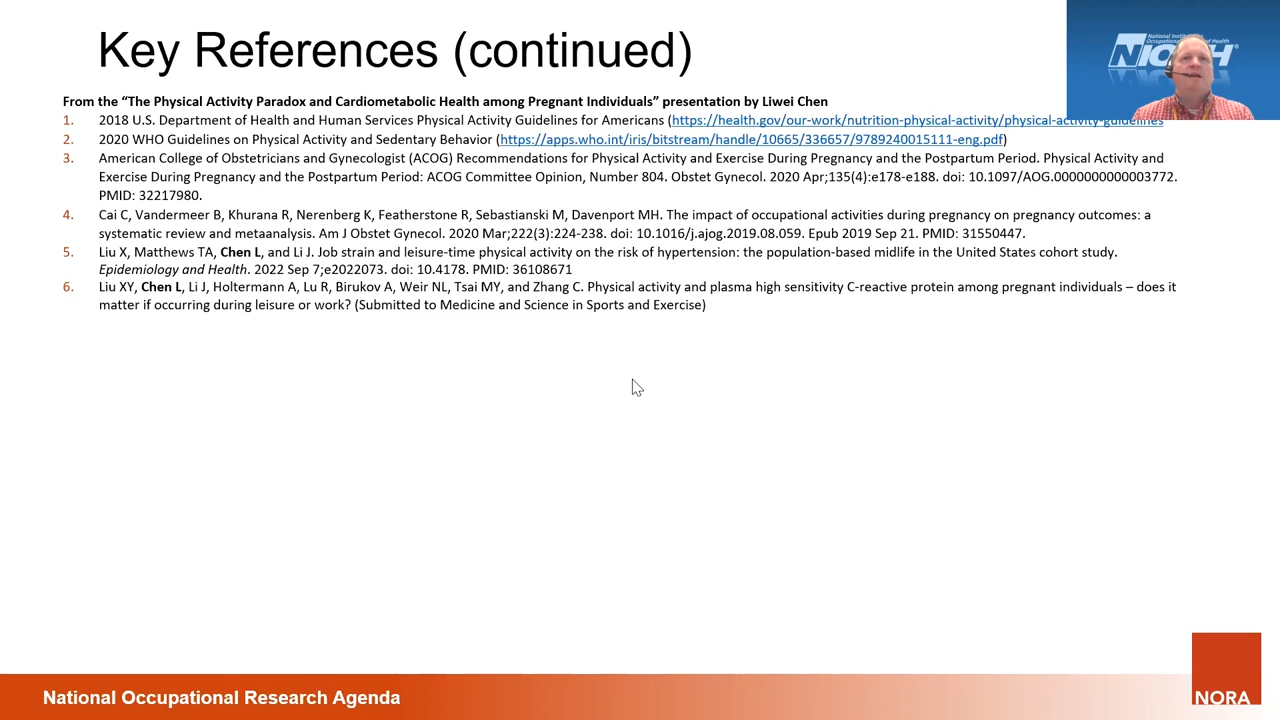 Key References (continued)
From the “The Physical Activity Paradox and Cardiometabolic Health among Pregnant Individuals” presentation by Liwei Chen
1. 2018 U.S. Department of Health and Human Services Physical Activity Guidelines for Americans (https://health.gov/our-work/nutrition-physical-activity/physical-activity-guidelines
2. 2020 WHO Guidelines on Physical Activity and Sedentary Behavior (https://apps.who.int/iris/bitstream/handle/10665/336657/9789240015111-eng.pdf)
3. American College of Obstetricians and Gynecologist (ACOG) Recommendations for Physical Activity and Exercise During Pregnancy and the Postpartum Period. Physical Activity and
Exercise During Pregnancy and the Postpartum Period: ACOG Committee Opinion, Number 804. Obstet Gynecol. 2020 Apr;135(4):e178-e188. doi: 10.1097/AOG.0000000000003772.
PMID: 32217980.
4. Cai C, Vandermeer B, Khurana R, Nerenberg K, Featherstone R, Sebastianski M, Davenport MH. The impact of occupational activities during pregnancy on pregnancy outcomes: a
systematic review and metaanalysis. Am J Obstet Gynecol. 2020 Mar;222(3):224-238. doi: 10.1016/j.ajog.2019.08.059. Epub 2019 Sep 21. PMID: 31550447.
5. Liu X, Matthews TA, Chen L, and Li J. Job strain and leisure-time physical activity on the risk of hypertension: the population-based midlife in the United States cohort study.
Epidemiology and Health. 2022 Sep 7;e2022073. doi: 10.4178. PMID: 36108671
6. Liu XY, Chen L, Li J, Holtermann A, Lu R, Birukov A, Weir NL, Tsai MY, and Zhang C. Physical activity and plasma high sensitivity C-reactive protein among pregnant individuals – does it
matter if occurring during leisure or work? (Submitted to Medicine and Science in Sports and Exercise)
National Occupational Research Agenda
NORA